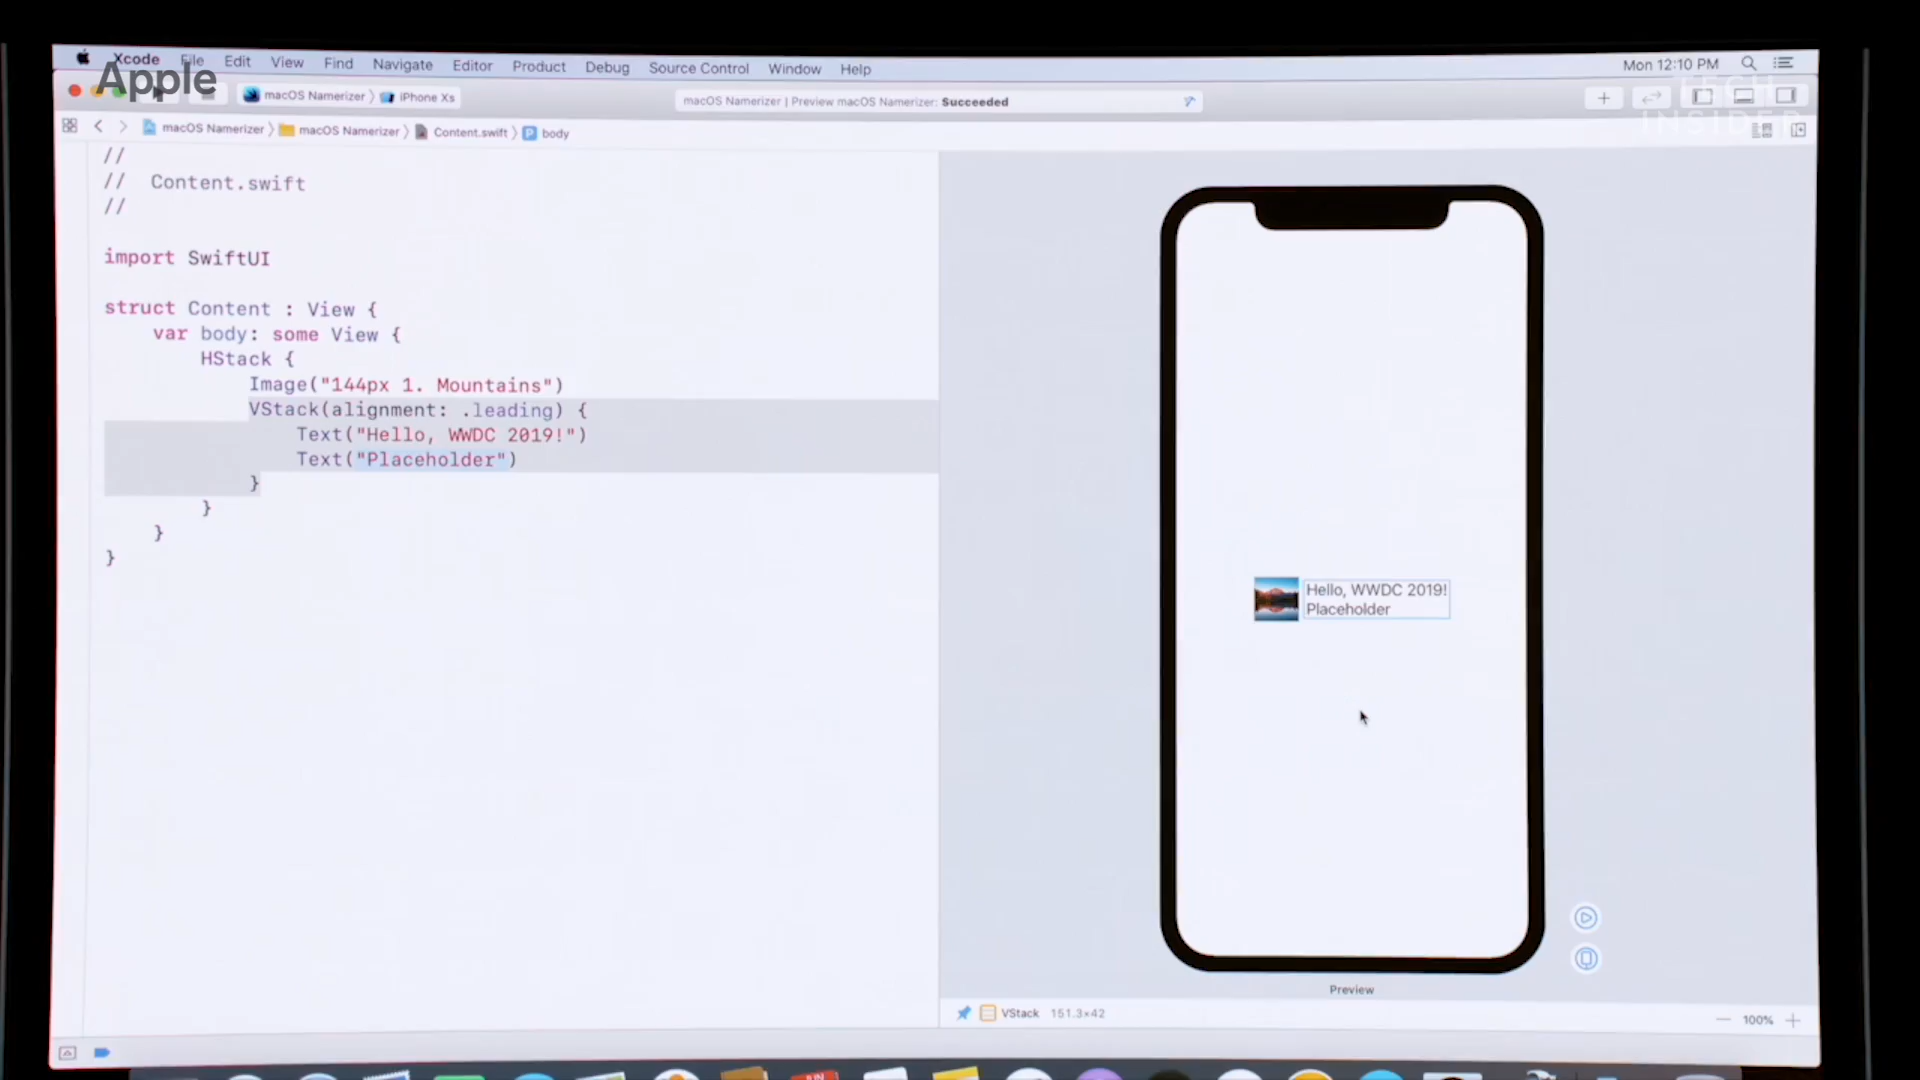 Xcode File Edit View Find Navigate Editor Product Debug Source Control Window Help
Mon 12:10 PM
Apple
TECH
INSIDER
macOS Namerizer iPhone Xs
macOS Namerizer | Preview macOS Namerizer: Succeeded
macOS Namerizer macOS Namerizer Content.swift P body
//
// Content.swift
//
import SwiftUI
struct Content : View {
var body: some View {
HStack {
Image("144px 1. Mountains")
VStack(alignment: .leading) {
Text("Hello, WWDC 2019!")
Text("Placeholder")
}
}
}
}
Hello, WWDC 2019!
Placeholder
Preview
VStack 151.3×42
100%
JUN